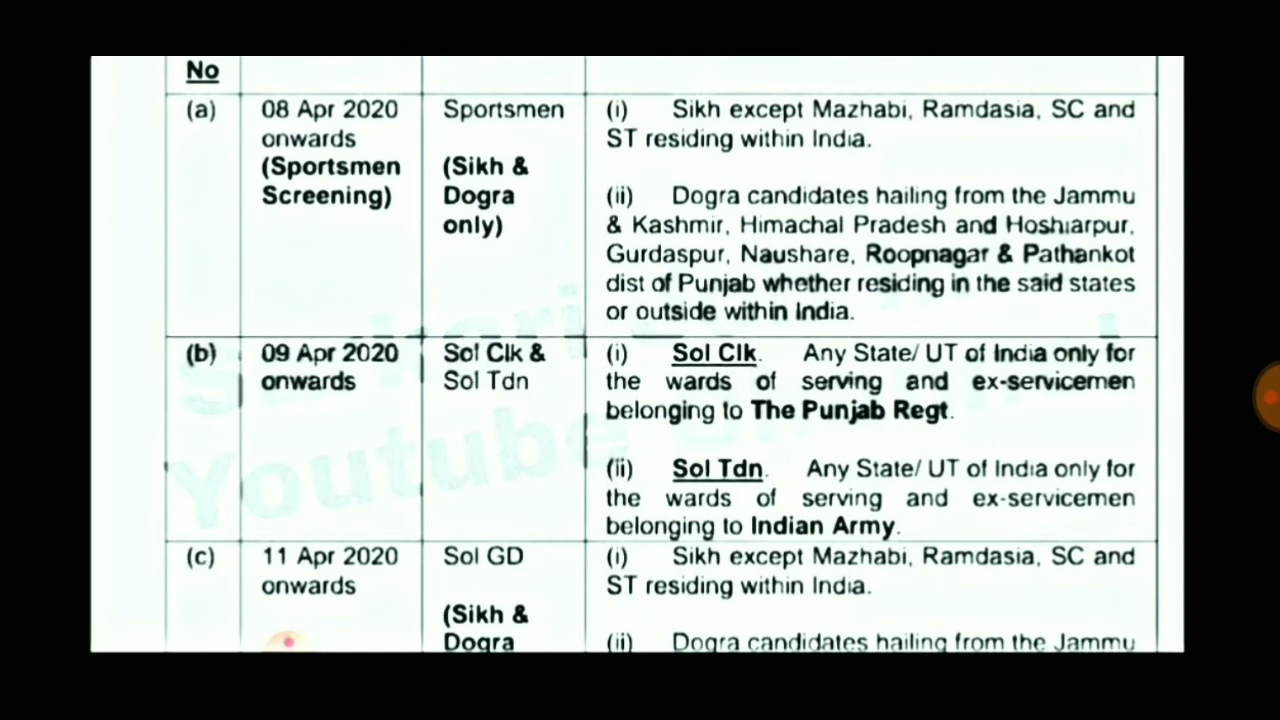 No
(a)
08 Apr 2020
onwards
(Sportsmen
Screening)
Sportsmen
(Sikh &
Dogra
only)
(i) Sikh except Mazhabi, Ramdasia, SC and
ST residing within India.
(ii) Dogra candidates hailing from the Jammu
& Kashmir, Himachal Pradesh and Hoshiarpur,
Gurdaspur, Naushare, Roopnagar & Pathankot
dist of Punjab whether residing in the said states
or outside within India.
(b)
09 Apr 2020
onwards
Sol Clk &
Sol Tdn
(i) Sol Clk. Any State/ UT of India only for
the wards of serving and ex-servicemen
belonging to The Punjab Regt.
(ii) Sol Tdn. Any State/ UT of India only for
the wards of serving and ex-servicemen
belonging to Indian Army.
(c)
11 Apr 2020
onwards
Sol GD
(Sikh &
Dogra
(i) Sikh except Mazhabi, Ramdasia, SC and
ST residing within India.
(ii) Dogra candidates hailing from the Jammu
Youtube